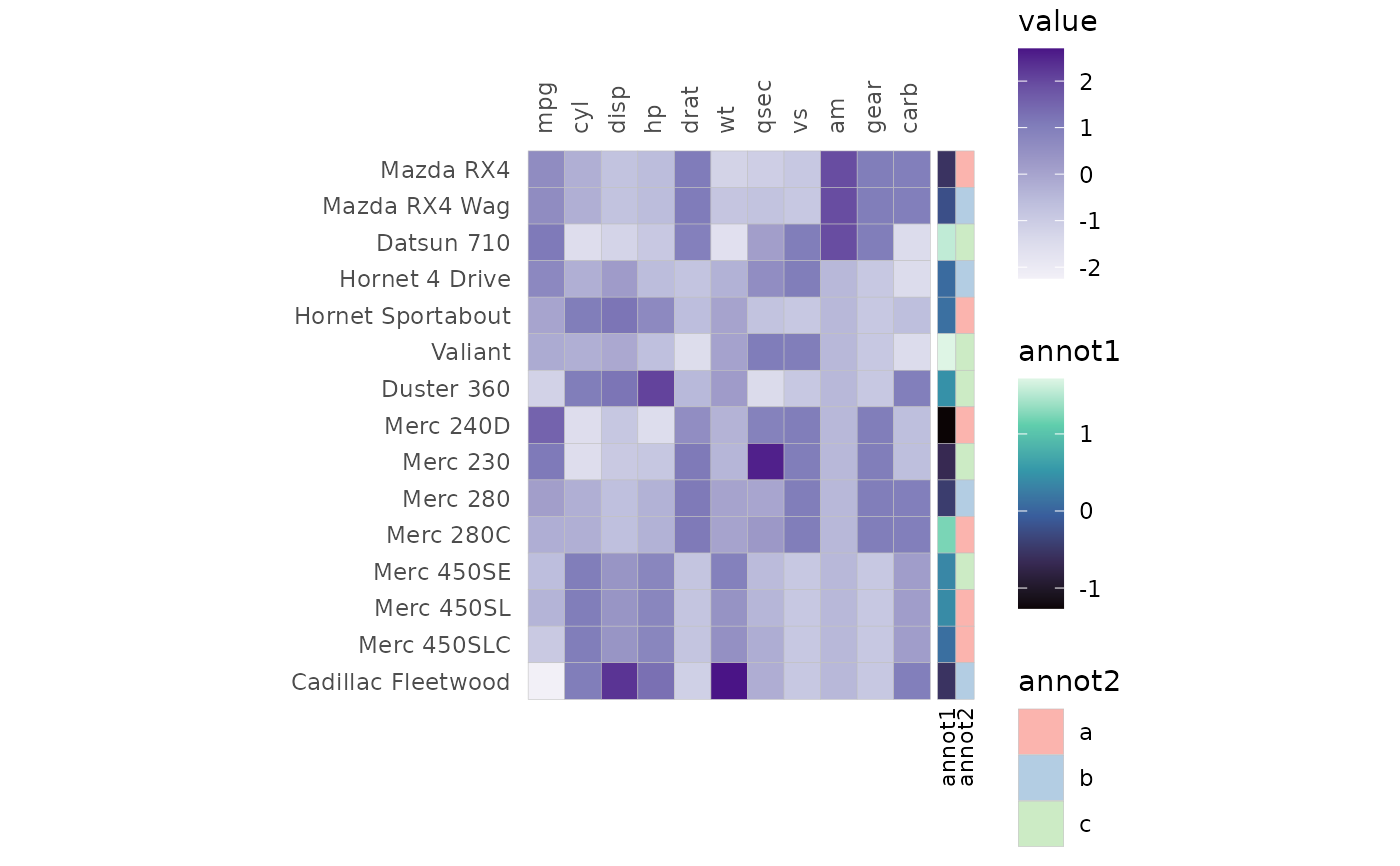 value
2
1
0
-1
-2
mpg
cyl
disp
hp
drat
wt
qsec
vs
am
gear
carb
Mazda RX4
Mazda RX4 Wag
Datsun 710
Hornet 4 Drive
Hornet Sportabout
Valiant
Duster 360
Merc 240D
Merc 230
Merc 280
Merc 280C
Merc 450SE
Merc 450SL
Merc 450SLC
Cadillac Fleetwood
annot1
annot2
annot1
1
0
-1
annot2
a
b
c